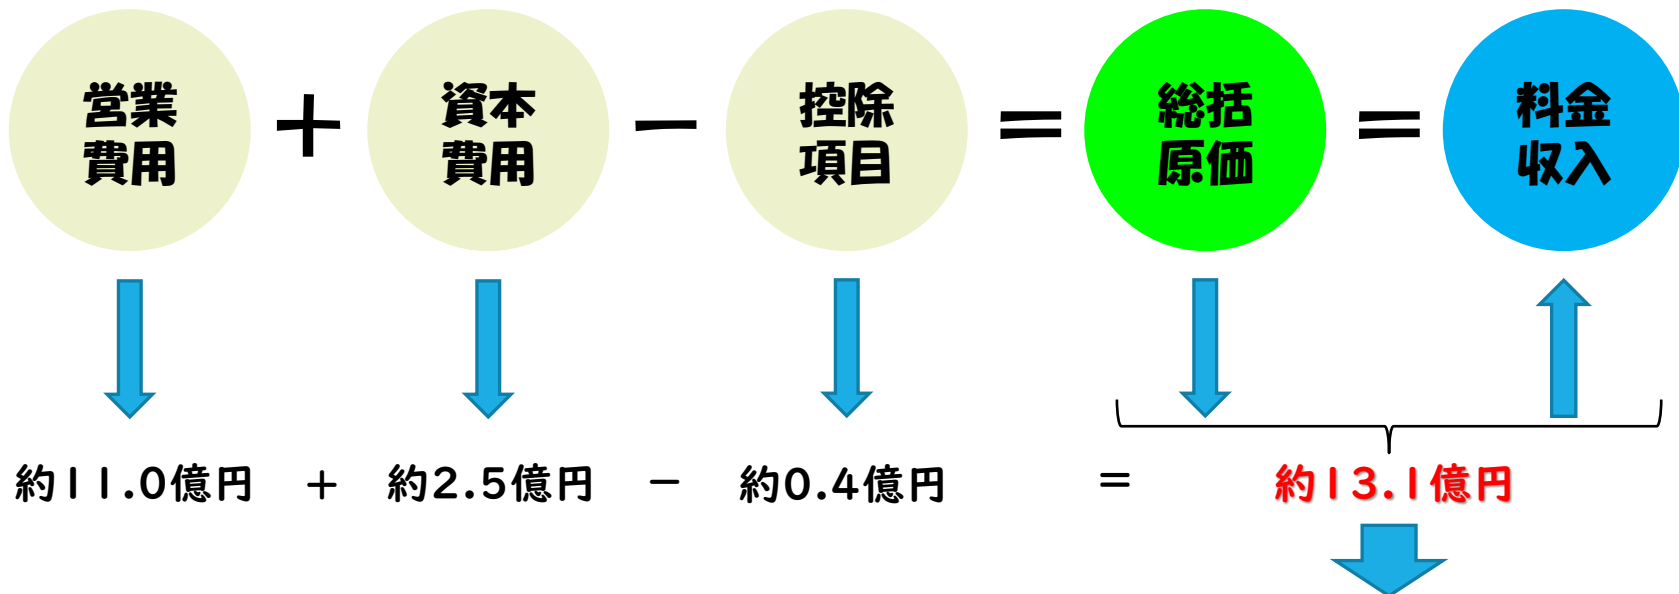 営業
費用
+
資本
費用
−
控除
項目
=
総括
原価
=
料金
収入
約11.0億円 + 約2.5億円 − 約0.4億円 = 約13.1億円